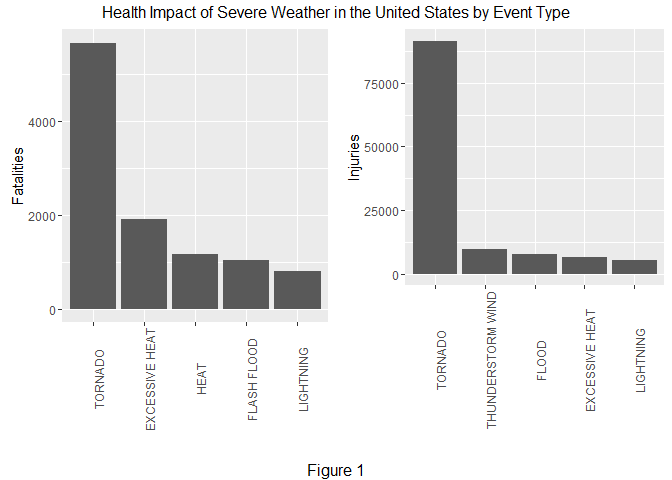 Health Impact of Severe Weather in the United States by Event Type
Fatalities
4000
2000
0
TORNADO
EXCESSIVE HEAT
HEAT
FLASH FLOOD
LIGHTNING
Injuries
75000
50000
25000
0
TORNADO
THUNDERSTORM WIND
FLOOD
EXCESSIVE HEAT
LIGHTNING
Figure 1